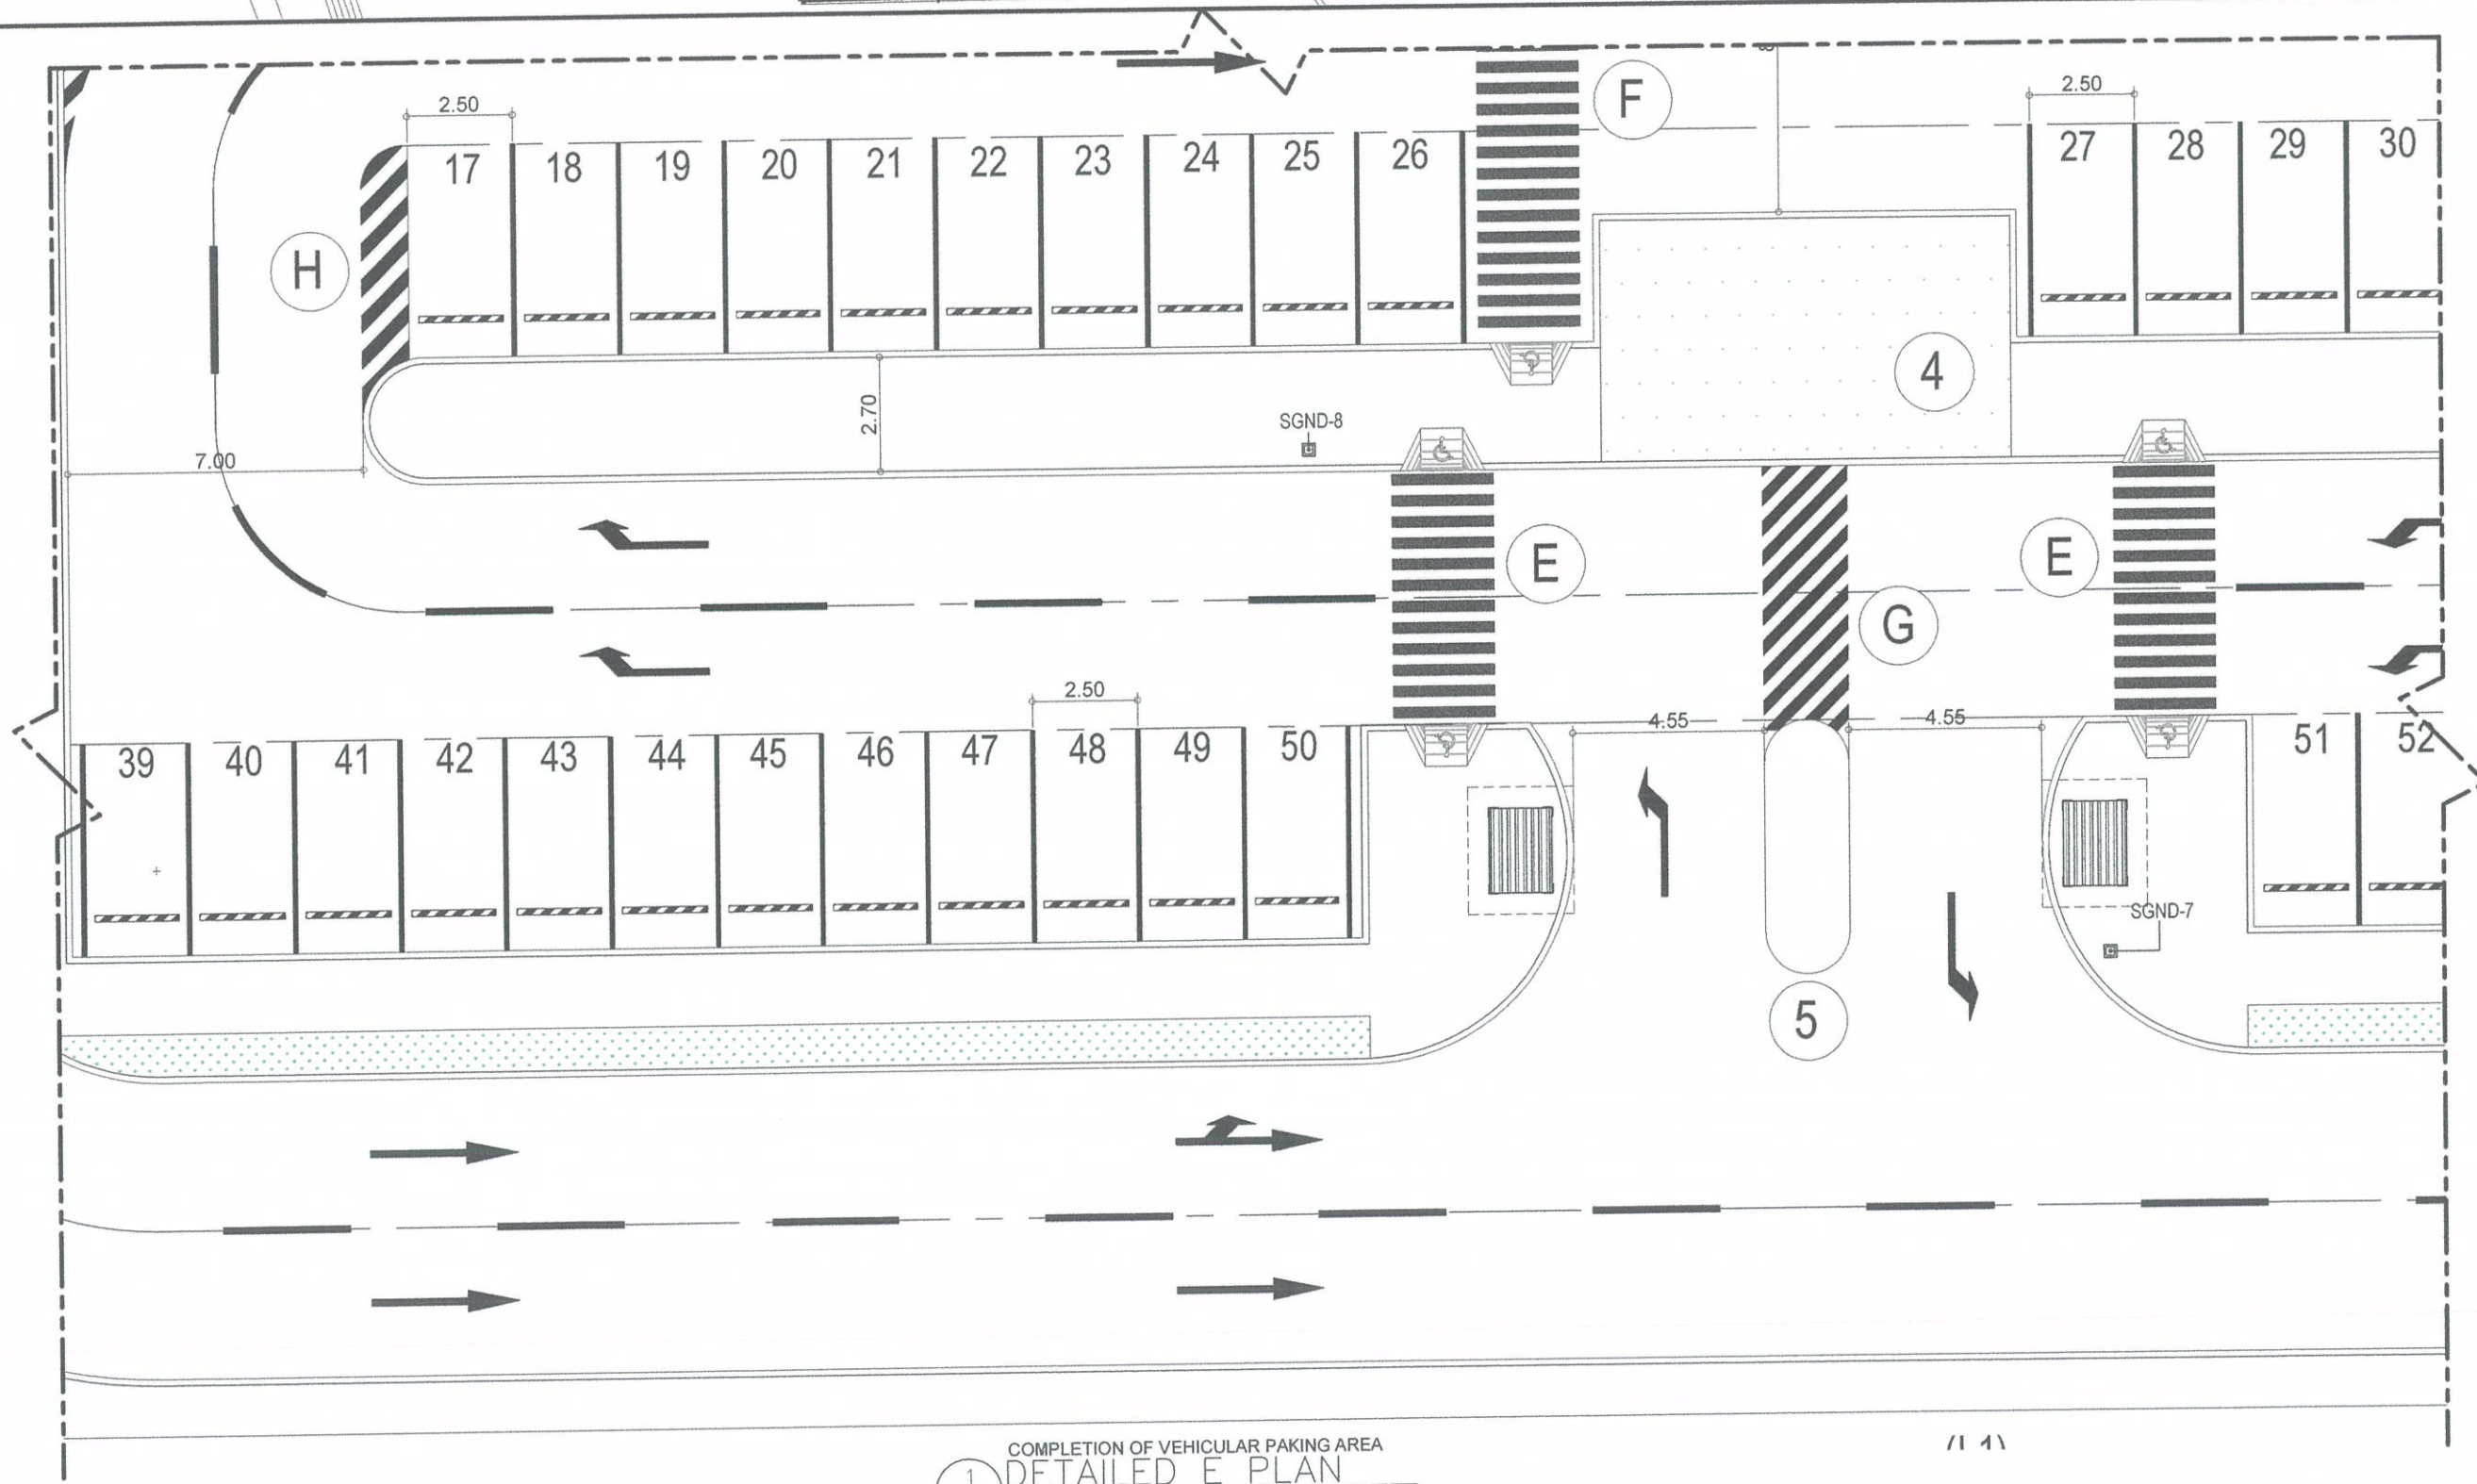 F
2.50
2.50
17 18 19 20 21 22 23 24 25 26
27 28 29 30
H
4
2.70
SGND-8
7.00
E
E
G
2.50
4.55
4.55
39 40 41 42 43 44 45 46 47 48 49 50
51 52
SGND-7
5
COMPLETION OF VEHICULAR PAKING AREA
1 DETAILED E PLAN